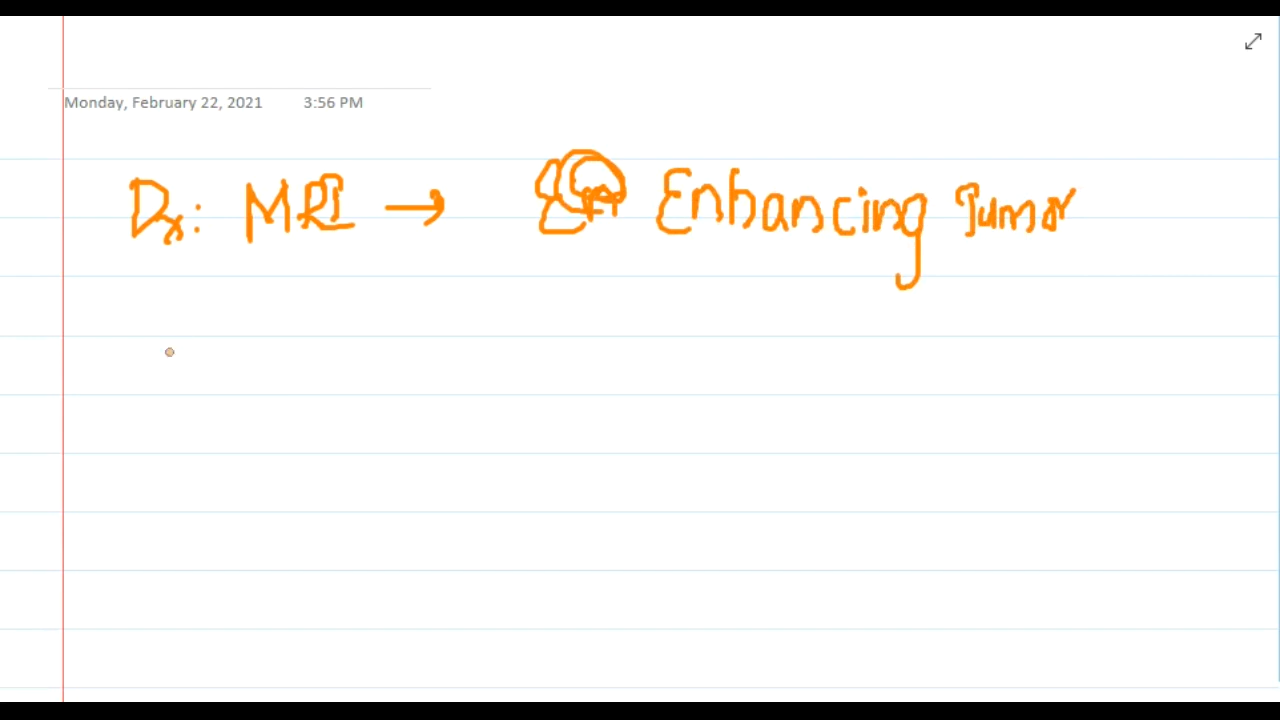 Monday, February 22, 2021 3:56 PM
Dx: MRI → Enhancing Tumor